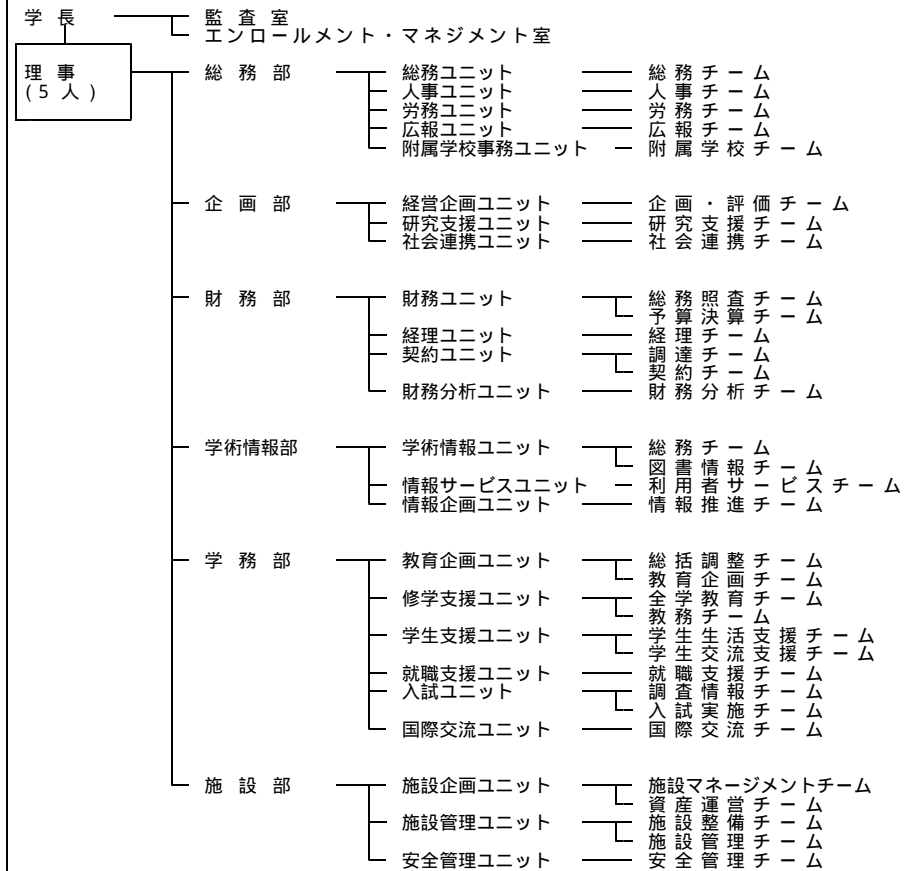 学長 監査室
エンロールメント・マネジメント室
理事 総務部 総務ユニット 総務チーム
(5人) 人事ユニット 人事チーム
労務ユニット 労務チーム
広報ユニット 広報チーム
附属学校事務ユニット 附属学校チーム
企画部 経営企画ユニット 企画・評価チーム
研究支援ユニット 研究支援チーム
社会連携ユニット 社会連携チーム
財務部 財務ユニット 総務照査チーム
予算決算チーム
経理ユニット 経理チーム
契約ユニット 調達チーム
契約チーム
財務分析ユニット 財務分析チーム
学術情報部 学術情報ユニット 総務チーム
図書情報チーム
情報サービスユニット 利用者サービスチーム
情報企画ユニット 情報推進チーム
学務部 教育企画ユニット 総括調整チーム
教育企画チーム
修学支援ユニット 全学教育チーム
教務チーム
学生支援ユニット 学生生活支援チーム
学生交流支援チーム
就職支援ユニット 就職支援チーム
入試ユニット 調査情報チーム
入試実施チーム
国際交流ユニット 国際交流チーム
施設部 施設企画ユニット 施設マネージメントチーム
資産運営チーム
施設管理ユニット 施設整備チーム
施設管理チーム
安全管理ユニット 安全管理チーム